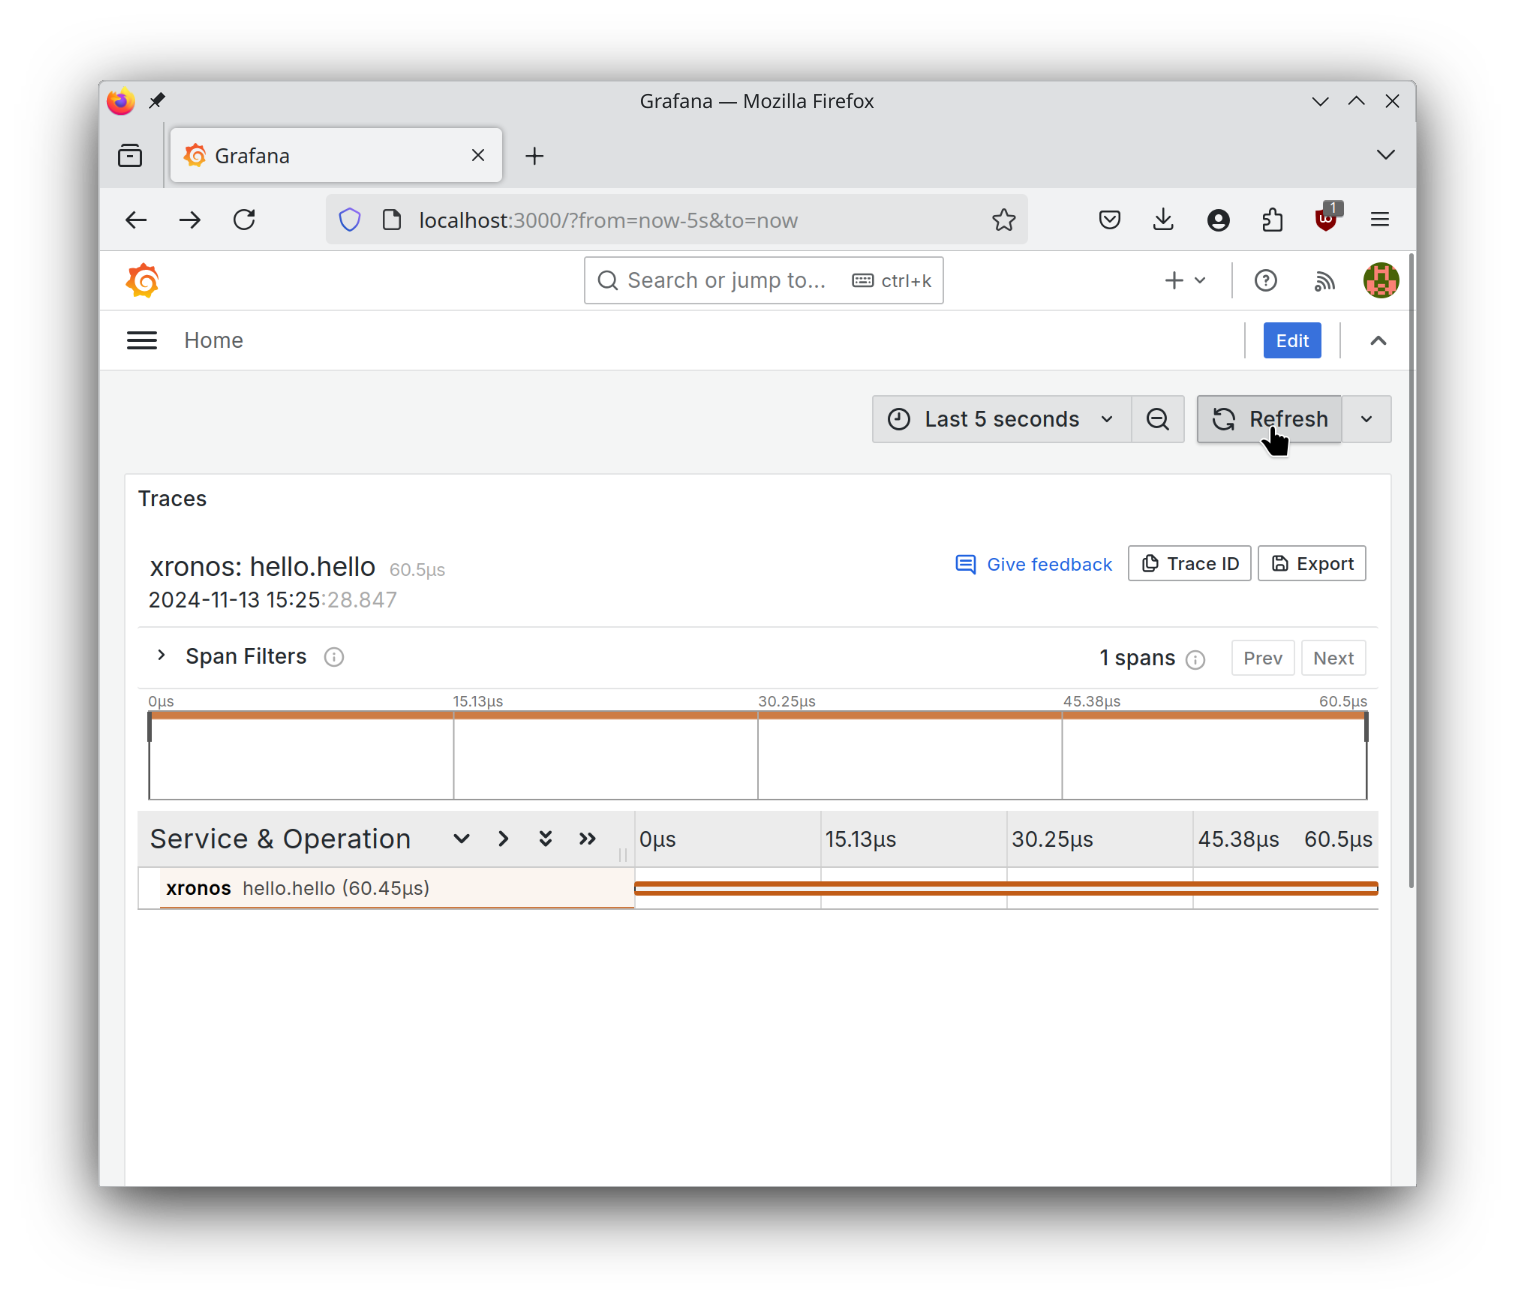 Grafana — Mozilla Firefox
Grafana
localhost:3000/?from=now-5s&to=now
1
Search or jump to... ctrl+k
Home
Edit
Last 5 seconds
Refresh
Traces
xronos: hello.hello 60.5μs
Give feedback
Trace ID
Export
2024-11-13 15:25:28.847
Span Filters
1 spans
Prev
Next
0μs 15.13μs 30.25μs 45.38μs 60.5μs
Service & Operation 0μs 15.13μs 30.25μs 45.38μs 60.5μs
xronos hello.hello (60.45μs)